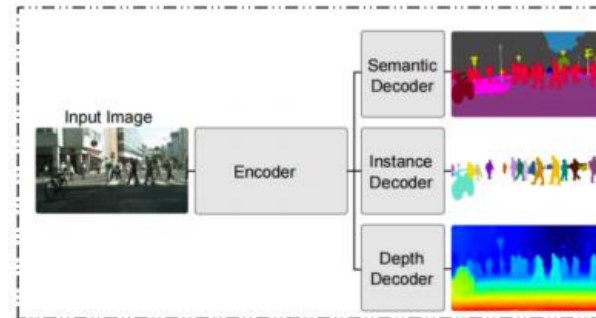 Input Image
Encoder
Semantic
Decoder
Instance
Decoder
Depth
Decoder